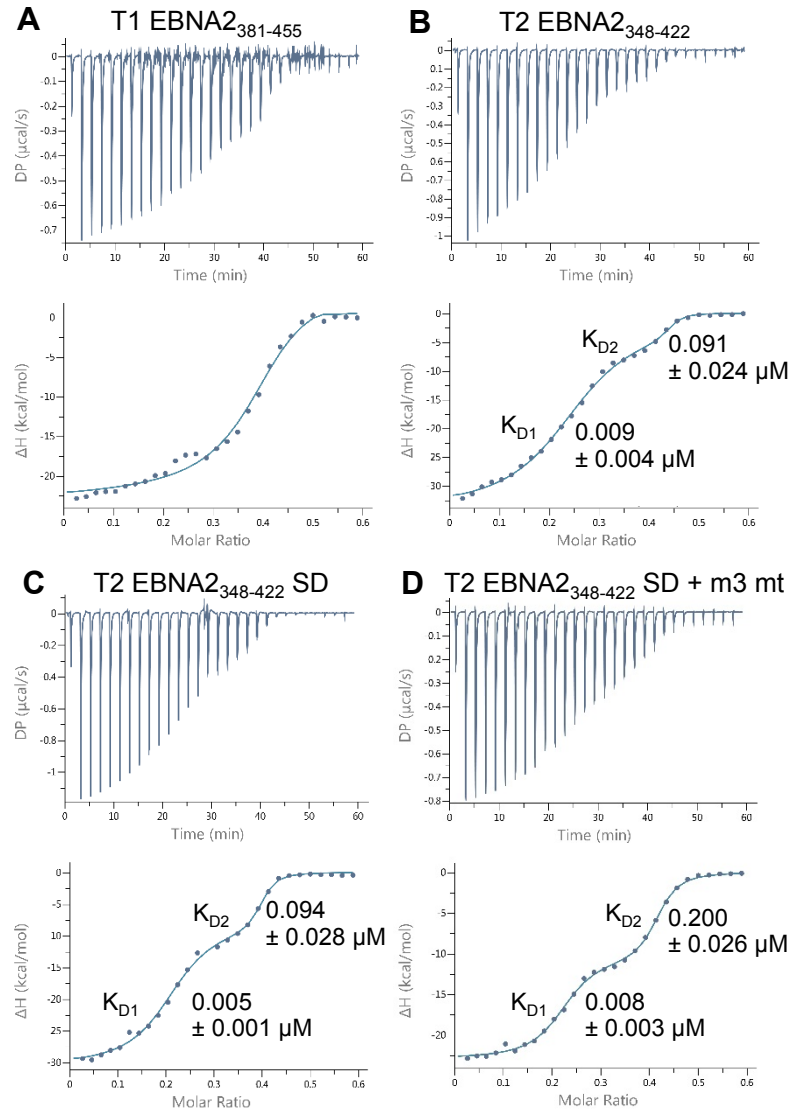 A
T1 EBNA2381-455
0
-0.1
-0.2
-0.3
-0.4
-0.5
-0.6
-0.7
DP (µcal/s)
0 10 20 30 40 50 60
Time (min)
0
-5
-10
-15
-20
ΔH (kcal/mol)
0 0.1 0.2 0.3 0.4 0.5 0.6
Molar Ratio
B
T2 EBNA2348-422
0
0.1
-0.2
-0.3
-0.4
-0.5
-0.6
-0.7
-0.8
-0.9
-1
DP (µcal/s)
0 10 20 30 40 50 60
Time (min)
0
-5
-10
-15
20
25
30
ΔH (kcal/mol)
KD1
0.009
± 0.004 µM
KD2
0.091
± 0.024 µM
0 0.1 0.2 0.3 0.4 0.5 0.6
Molar Ratio
C
T2 EBNA2348-422 SD
0
-0.2
-0.4
-0.6
-0.8
-1
DP (µcal/s)
0 10 20 30 40 50 60
Time (min)
0
-5
10
15
-20
-25
-30
ΔH (kcal/mol)
KD1
0.005
± 0.001 µM
KD2
0.094
± 0.028 µM
0 0.1 0.2 0.3 0.4 0.5 0.6
Molar Ratio
D
T2 EBNA2348-422 SD + m3 mt
0
0.1
-0.2
-0.3
-0.4
-0.5
-0.6
-0.7
-0.8
DP (µcal/s)
0 10 20 30 40 50 60
Time (min)
0
-5
-10
-15
-20
ΔH (kcal/mol)
KD1
0.008
± 0.003 µM
KD2
0.200
± 0.026 µM
0 0.1 0.2 0.3 0.4 0.5 0.6
Molar Ratio